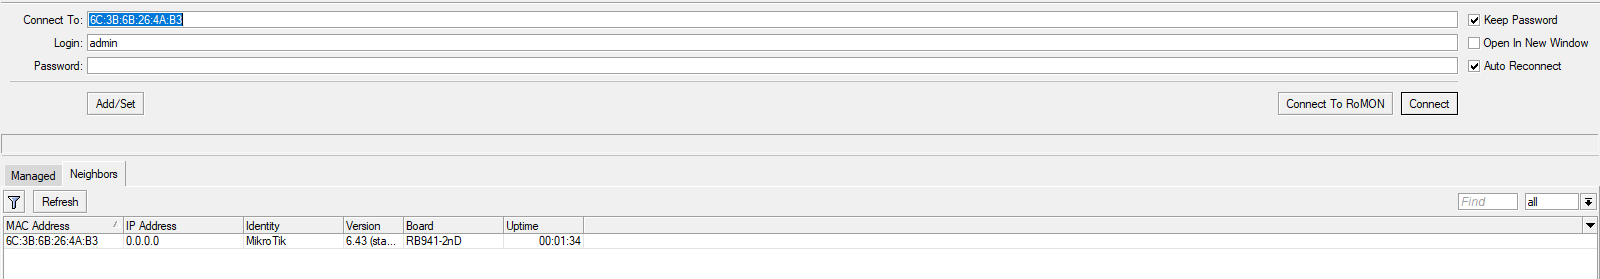 Connect To: 6C:3B:6B:26:4A:B3 Keep Password
Login: admin Open In New Window
Password: Auto Reconnect
Add/Set Connect To RoMON Connect
Managed Neighbors
Refresh Find all
MAC Address IP Address Identity Version Board Uptime
6C:3B:6B:26:4A:B3 0.0.0.0 MikroTik 6.43 (sta... RB941-2nD 00:01:34